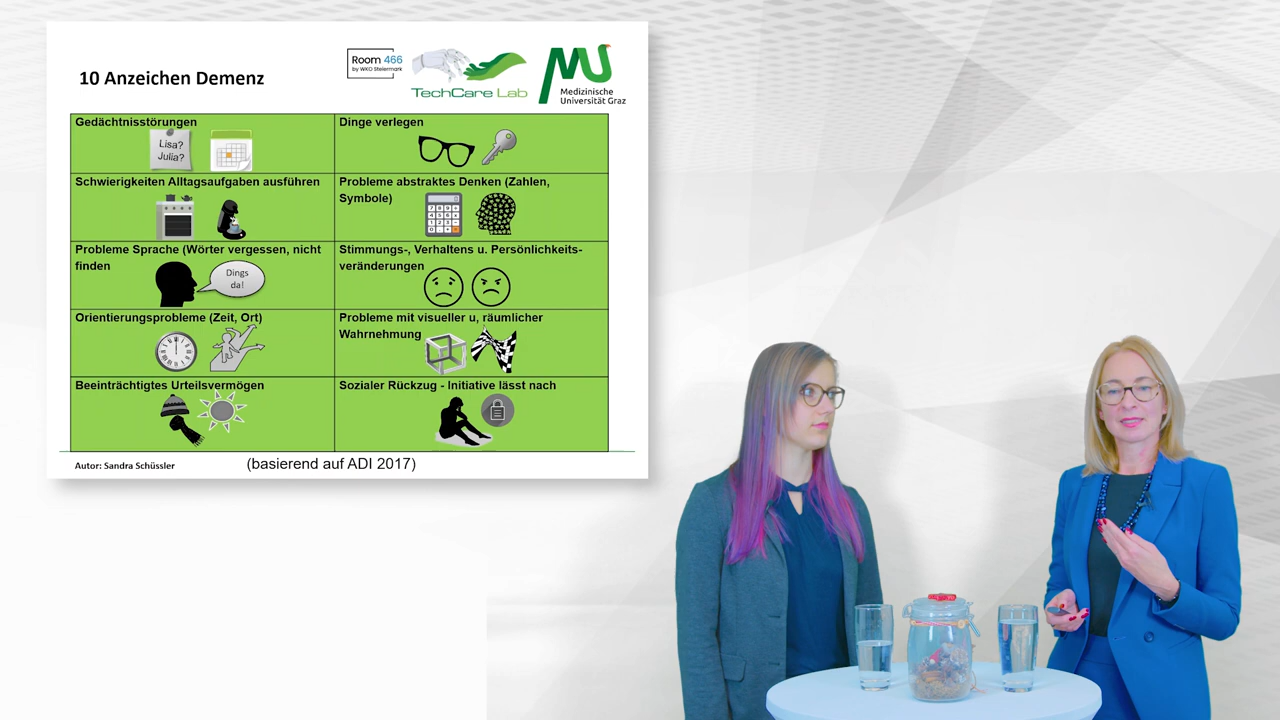 10 Anzeichen Demenz
Room 466
by WKO Steiermark
TechCare Lab
MU
Medizinische
Universität Graz
Gedächtnisstörungen
Lisa?
Julia?
Dinge verlegen
Schwierigkeiten Alltagsaufgaben ausführen
Probleme abstraktes Denken (Zahlen,
Symbole)
Probleme Sprache (Wörter vergessen, nicht
finden
Dings
da!
Stimmungs-, Verhaltens u. Persönlichkeits-
veränderungen
Orientierungsprobleme (Zeit, Ort)
Probleme mit visueller u, räumlicher
Wahrnehmung
Beeinträchtigtes Urteilsvermögen
Sozialer Rückzug - Initiative lässt nach
Autor: Sandra Schüssler
(basierend auf ADI 2017)